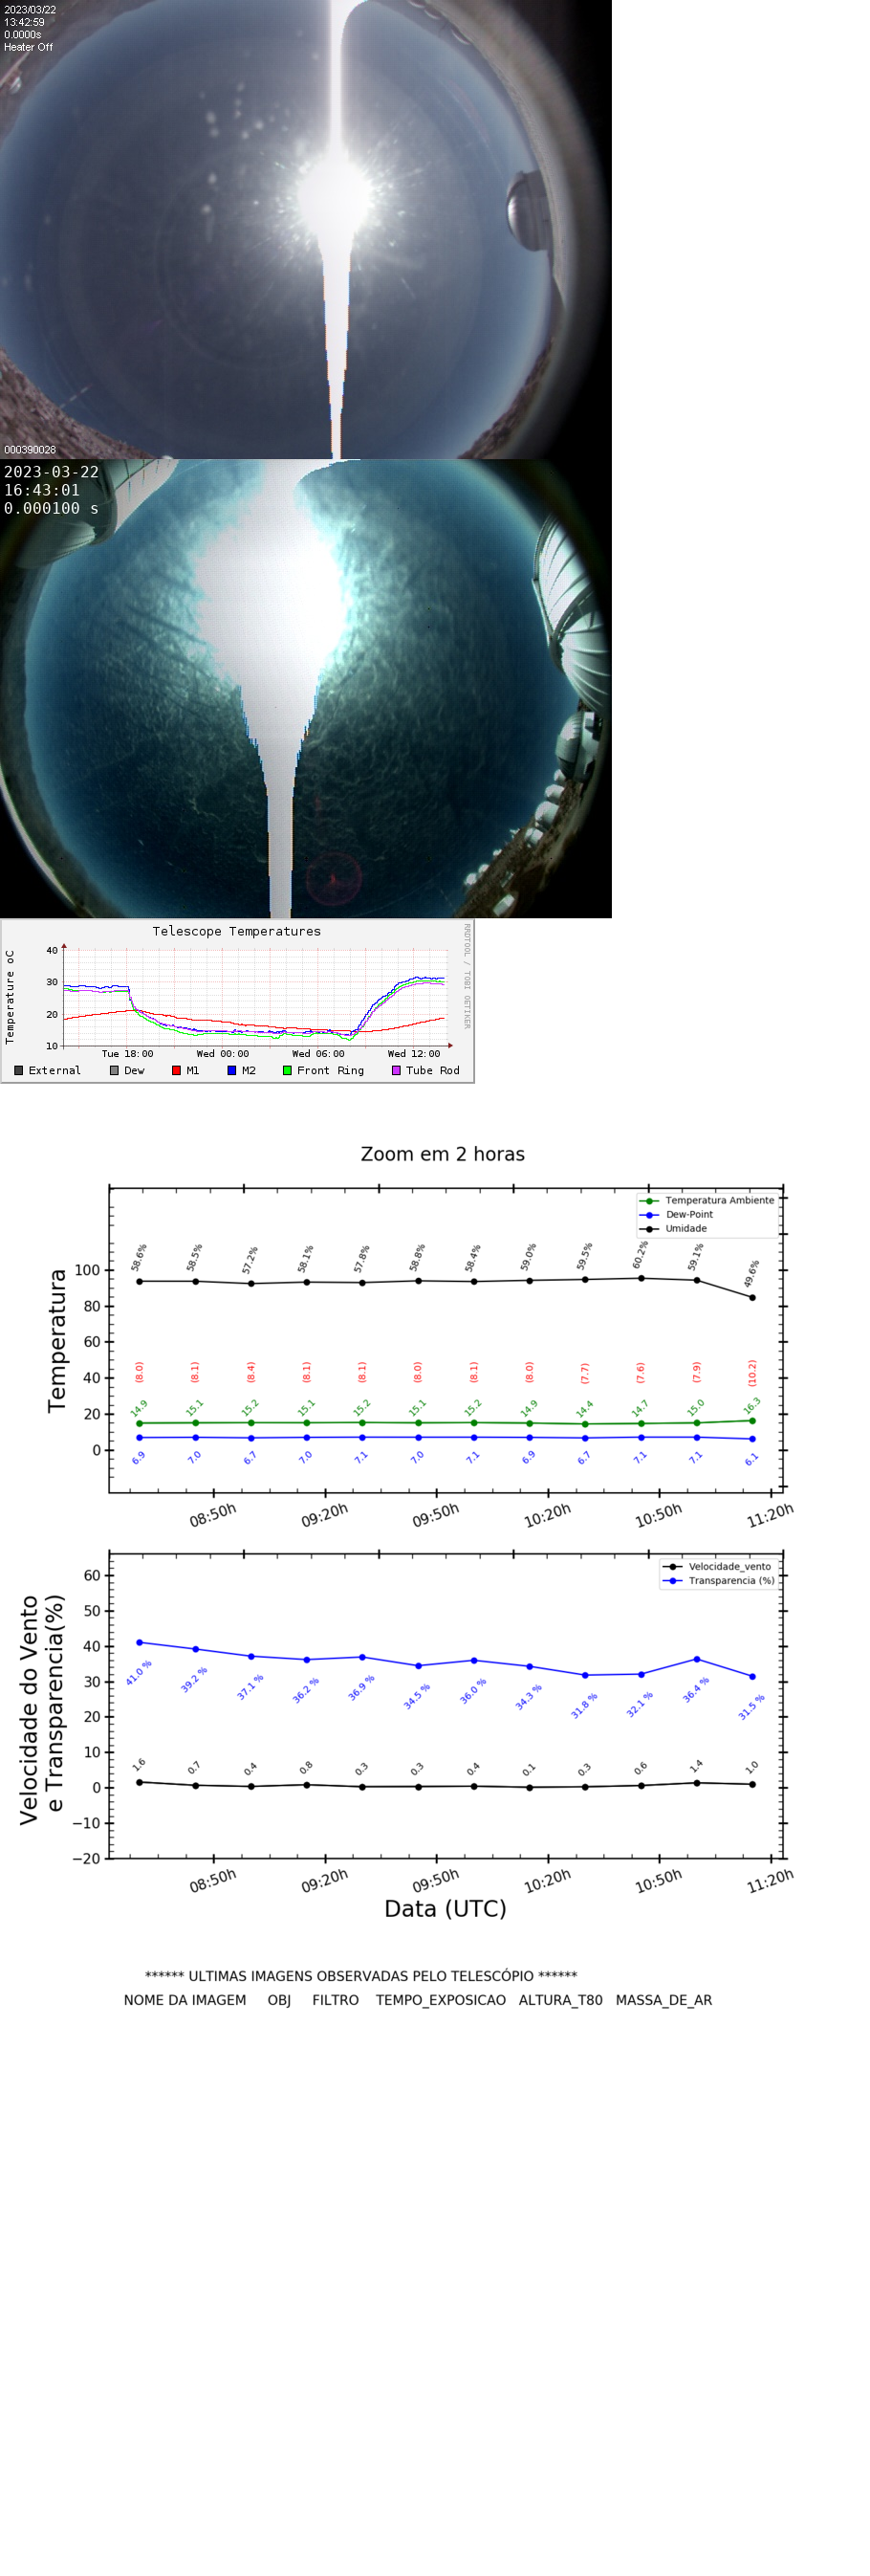 2023/03/22
13:42:59
0.0000s
Heater Off
000390028
2023-03-22
16:43:01
0.000100 s
Telescope Temperatures
RRDTOOL / TOBI OETIKER
Temperature oC
40
30
20
10
Tue 18:00 Wed 00:00 Wed 06:00 Wed 12:00
External Dew M1 M2 Front Ring Tube Rod
Zoom em 2 horas
Temperatura Ambiente
Dew-Point
Umidade
Temperatura
100
80
60
40
20
0
58.6% 58.5% 57.2% 58.1% 57.8% 58.8% 58.4% 59.0% 59.5% 60.2% 59.1% 49.6%
(8.0) (8.1) (8.4) (8.1) (8.1) (8.0) (8.1) (8.0) (7.7) (7.6) (7.9) (10.2)
14.9 15.1 15.2 15.1 15.2 15.1 15.2 14.9 14.4 14.7 15.0 16.3
6.9 7.0 6.7 7.0 7.1 7.0 7.1 6.9 6.7 7.1 7.1 6.1
08:50h 09:20h 09:50h 10:20h 10:50h 11:20h
Velocidade_vento
Transparencia (%)
Velocidade do Vento
e Transparencia(%)
60
50
40
30
20
10
0
−10
−20
41.0 % 39.2 % 37.1 % 36.2 % 36.9 % 34.5 % 36.0 % 34.3 % 31.8 % 32.1 % 36.4 % 31.5 %
1.6 0.7 0.4 0.8 0.3 0.3 0.4 0.1 0.3 0.6 1.4 1.0
08:50h 09:20h 09:50h 10:20h 10:50h 11:20h
Data (UTC)
****** ULTIMAS IMAGENS OBSERVADAS PELO TELESCÓPIO ******
NOME DA IMAGEM OBJ FILTRO TEMPO_EXPOSICAO ALTURA_T80 MASSA_DE_AR